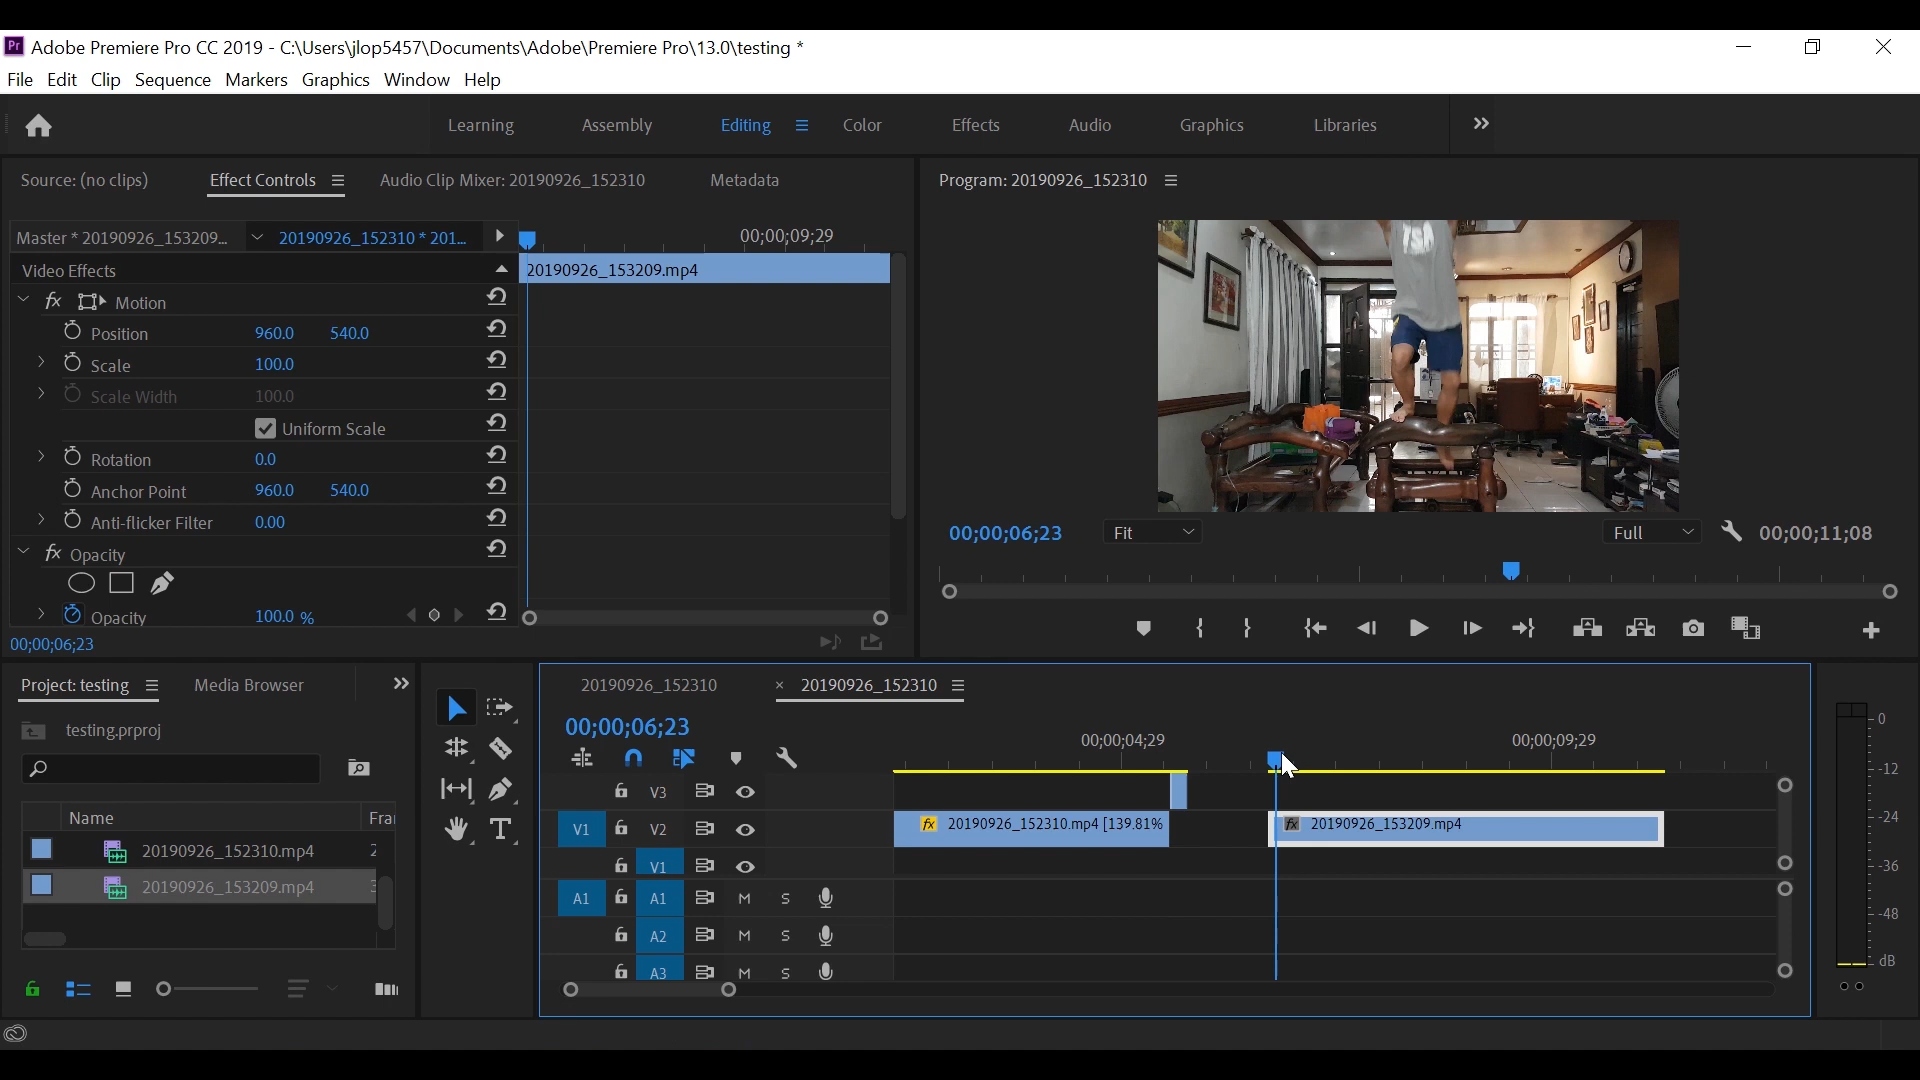 Pr Adobe Premiere Pro CC 2019 - C:\Users\jlop5457\Documents\Adobe\Premiere Pro\13.0\testing *
File Edit Clip Sequence Markers Graphics Window Help
Learning Assembly Editing Color Effects Audio Graphics Libraries
Source: (no clips) Effect Controls Audio Clip Mixer: 20190926_152310 Metadata
Program: 20190926_152310
Master * 20190926_153209... 20190926_152310 * 201... 00;00;09;29
Video Effects 20190926_153209.mp4
fx Motion
Position 960.0 540.0
Scale 100.0
Scale Width 100.0
Uniform Scale
Rotation 0.0
Anchor Point 960.0 540.0
Anti-flicker Filter 0.00
fx Opacity
Opacity 100.0 %
00;00;06;23
00;00;06;23 Fit Full 00;00;11;08
Project: testing Media Browser
testing.prproj
Name Fra
20190926_152310.mp4 2
20190926_153209.mp4
20190926_152310 × 20190926_152310
00;00;06;23
00;00;04;29 00;00;09;29
V3
V1 V2 fx 20190926_152310.mp4 [139.81% fx 20190926_153209.mp4
V1
A1 A1 M S
A2 M S
A3 M S
0
-12
-24
-36
-48
dB